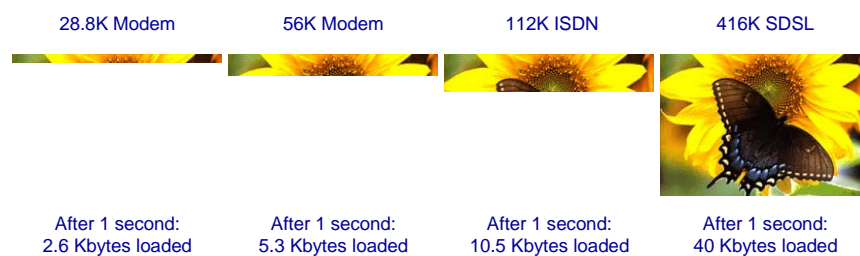 28.8K Modem
56K Modem
112K ISDN
416K SDSL
After 1 second:
2.6 Kbytes loaded
After 1 second:
5.3 Kbytes loaded
After 1 second:
10.5 Kbytes loaded
After 1 second:
40 Kbytes loaded